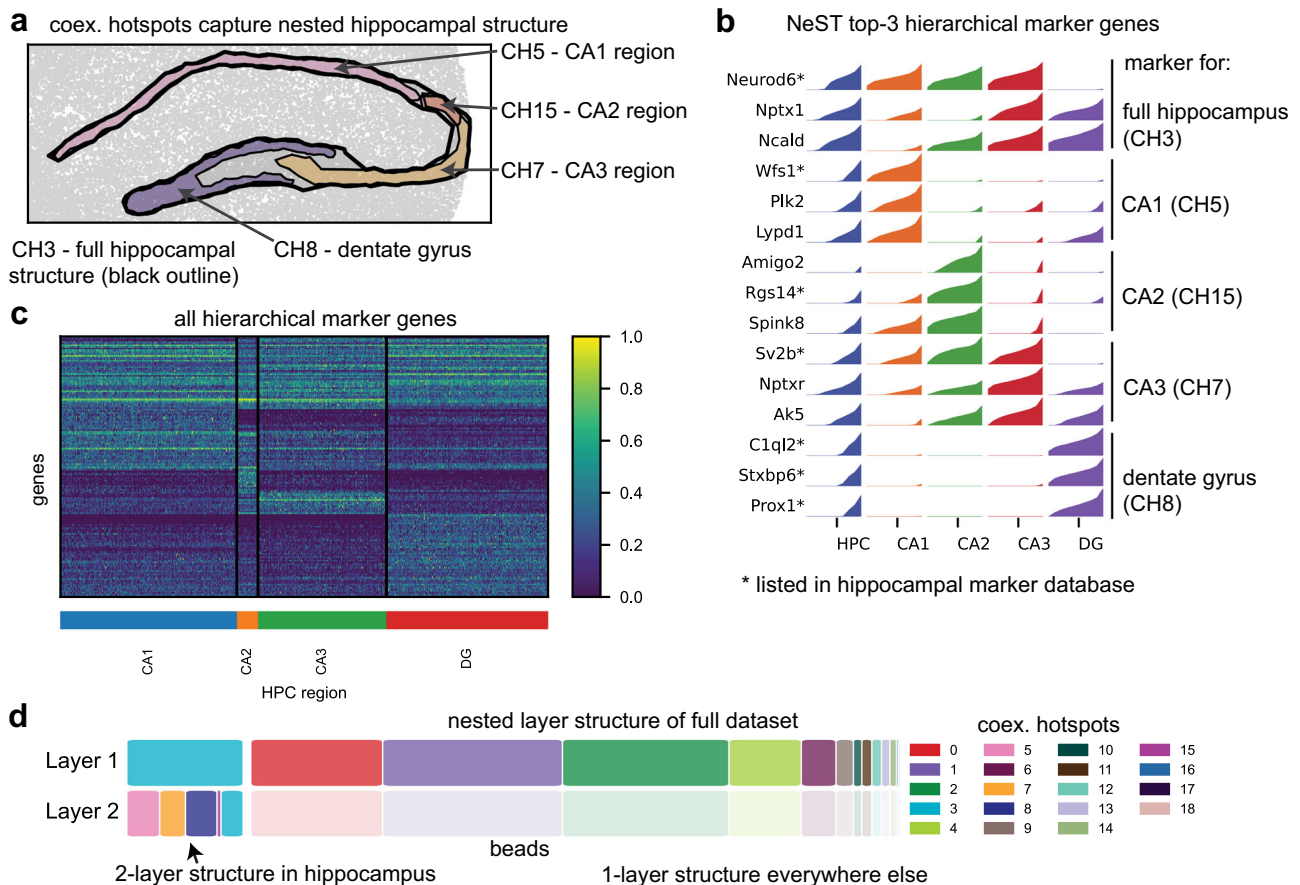 a coex. hotspots capture nested hippocampal structure
CH5 - CA1 region
CH15 - CA2 region
CH7 - CA3 region
CH3 - full hippocampal
structure (black outline)
CH8 - dentate gyrus
b NeST top-3 hierarchical marker genes
marker for:
Neurod6*
Nptx1
Ncald
full hippocampus
(CH3)
Wfs1*
Plk2
Lypd1
CA1 (CH5)
Amigo2
Rgs14*
Spink8
CA2 (CH15)
Sv2b*
Nptxr
Ak5
CA3 (CH7)
C1ql2*
Stxbp6*
Prox1*
dentate gyrus
(CH8)
HPC CA1 CA2 CA3 DG
* listed in hippocampal marker database
c all hierarchical marker genes
genes
1.0
0.8
0.6
0.4
0.2
0.0
CA1 CA2 CA3 DG
HPC region
d nested layer structure of full dataset
Layer 1
Layer 2
beads
2-layer structure in hippocampus
1-layer structure everywhere else
coex. hotspots
0 5 10 15
1 6 11 16
2 7 12 17
3 8 13 18
4 9 14